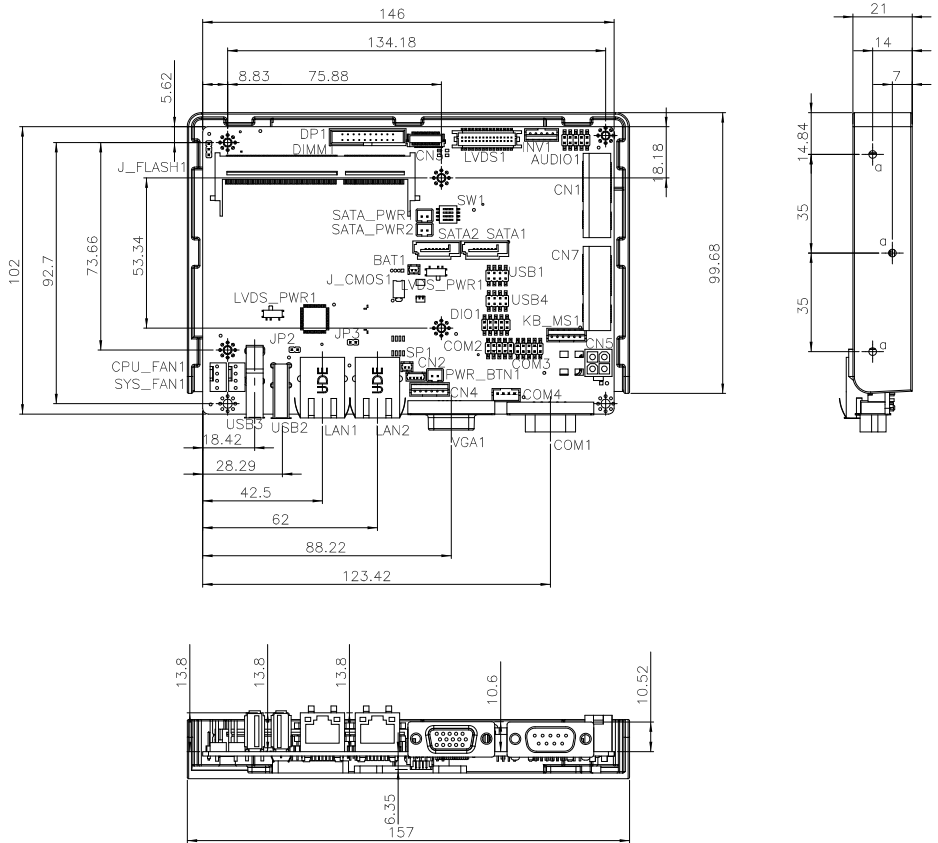 146
134.18
8.83
75.88
5.62
102
92.7
73.66
53.34
18.18
99.68
DP1
DIMM1
J_FLASH1
LVDS1
INV1
AUDIO1
CN1
SW1
SATA_PWR1
SATA_PWR2
SATA2
SATA1
BAT1
J_CMOS1
LVDS_PWR1
CN7
USB1
USB4
DIO1
KB_MS1
LVDS_PWR1
JP2
JP3
COM2
COM3
CN5
SP1
CN2
PWR_BTN1
CN4
COM4
CPU_FAN1
SYS_FAN1
UDE
UDE
USB3
USB2
LAN1
LAN2
VGA1
COM1
18.42
28.29
42.5
62
88.22
123.42
21
14
7
14.84
35
35
a
a
a
13.8
13.8
13.8
10.6
10.52
6.35
157